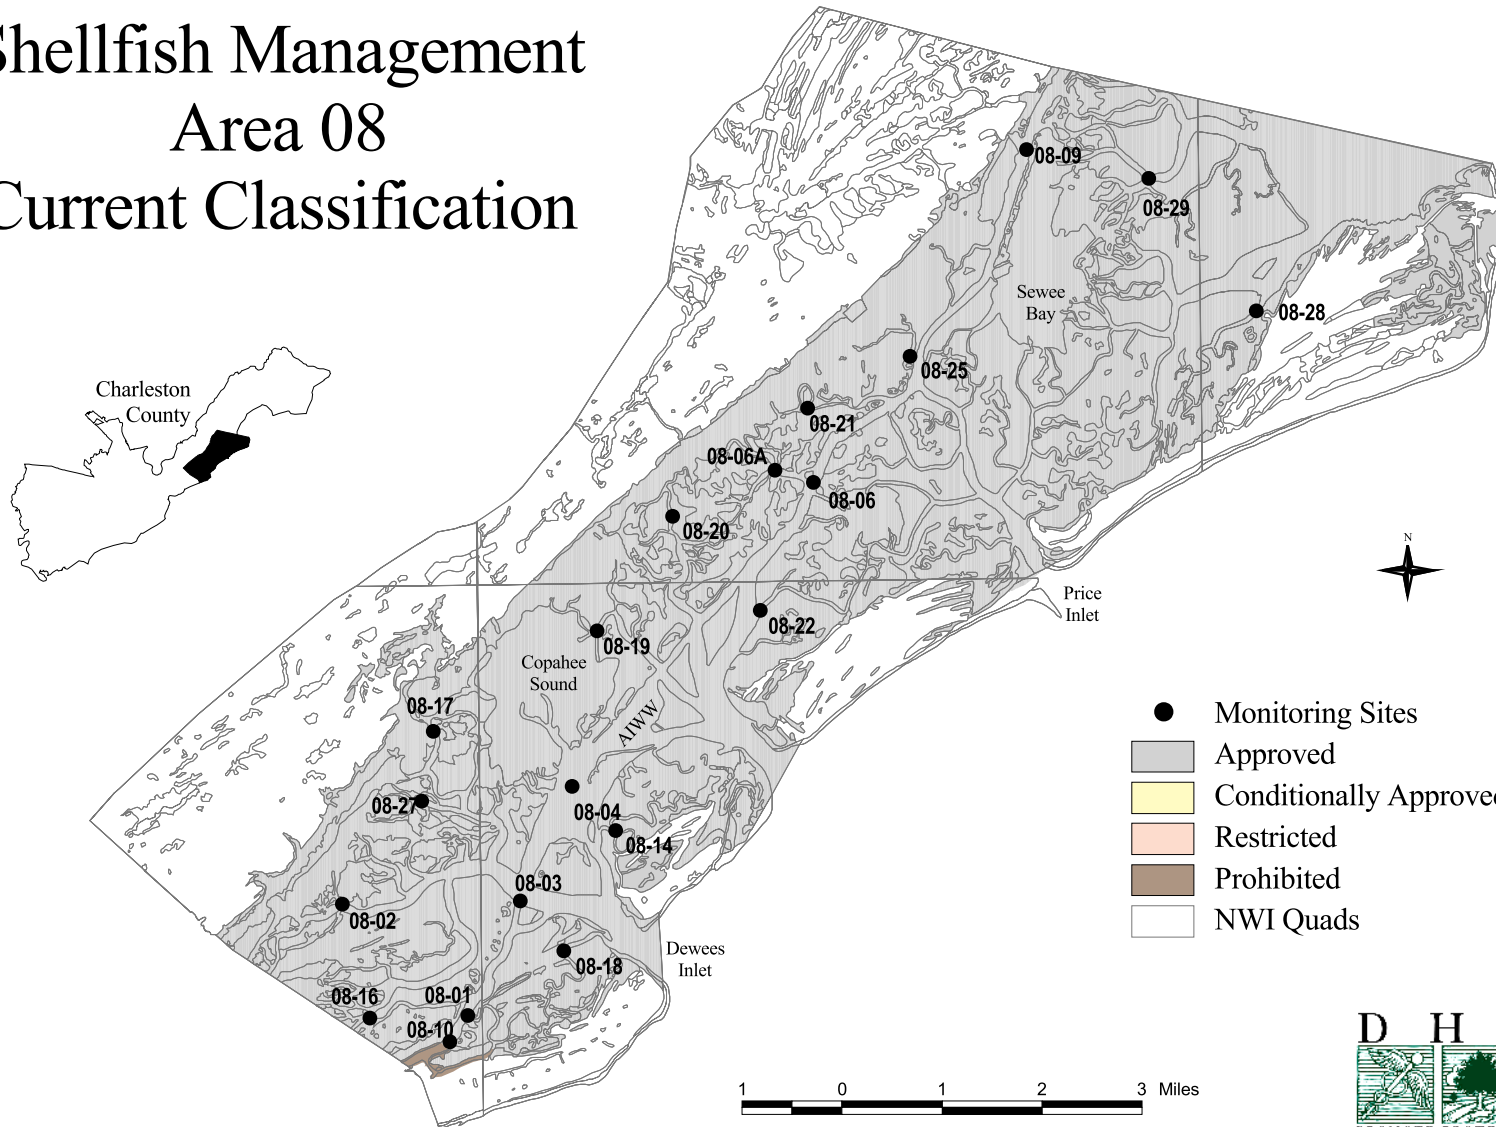 Shellfish Management
Area 08
Current Classification
Charleston
County
08-09
08-29
Sewee
Bay
08-28
08-25
08-21
08-06A
08-06
08-20
N
Price
Inlet
08-22
08-19
Copahee
Sound
AIWW
08-17
08-27
08-04
08-14
08-03
08-02
Dewees
Inlet
08-18
08-16
08-01
08-10
Monitoring Sites
Approved
Conditionally Approved
Restricted
Prohibited
NWI Quads
1 0 1 2 3 Miles
D H